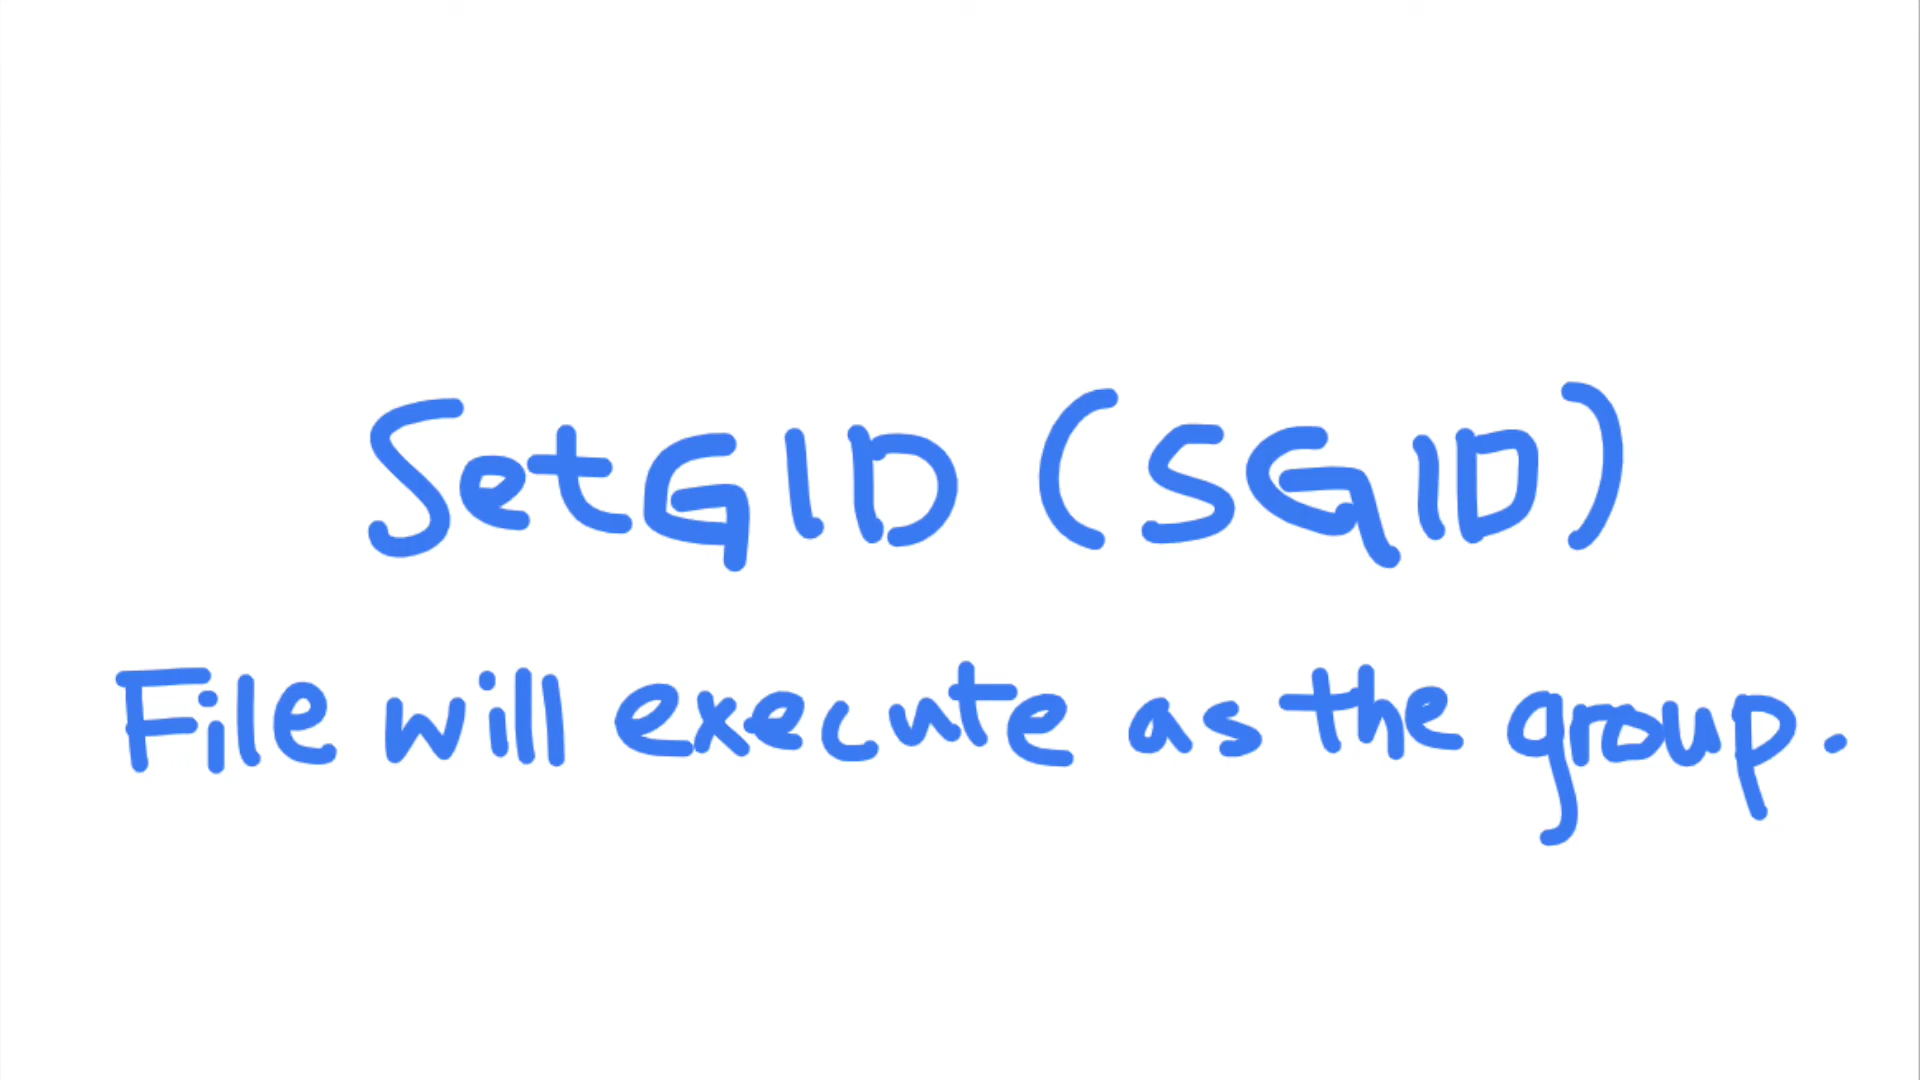 SetGID (SGID)
File will execute as the group.